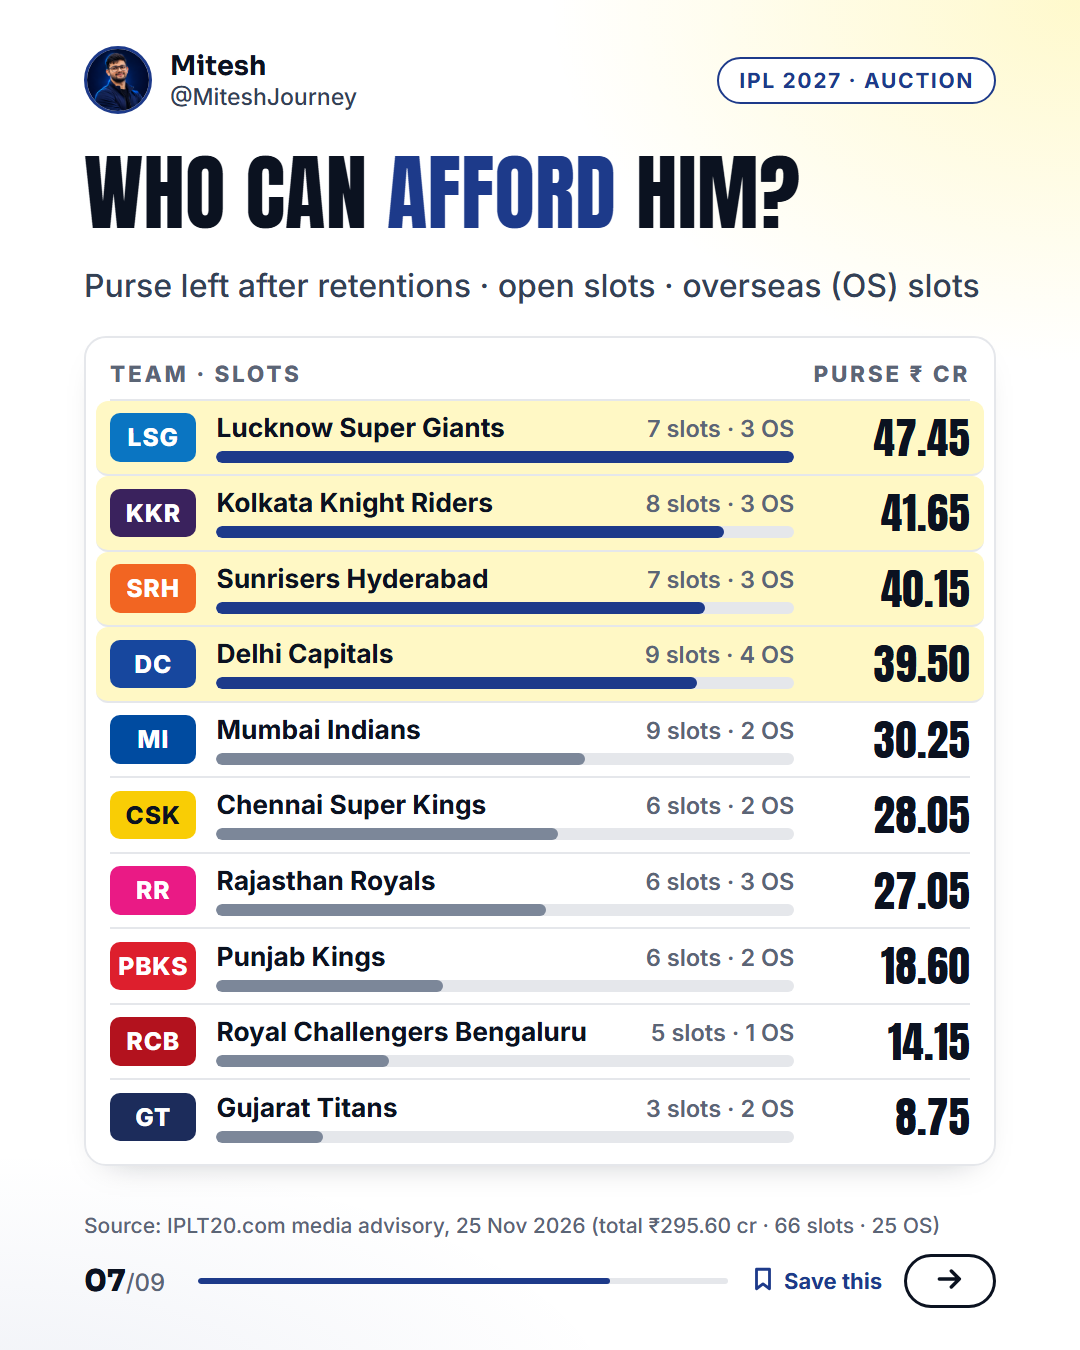 Mitesh
@MiteshJourney
IPL 2027 · AUCTION
WHO CAN AFFORD HIM?
Purse left after retentions · open slots · overseas (OS) slots
TEAM · SLOTS PURSE ₹ CR
LSG Lucknow Super Giants 7 slots · 3 OS 47.45
KKR Kolkata Knight Riders 8 slots · 3 OS 41.65
SRH Sunrisers Hyderabad 7 slots · 3 OS 40.15
DC Delhi Capitals 9 slots · 4 OS 39.50
MI Mumbai Indians 9 slots · 2 OS 30.25
CSK Chennai Super Kings 6 slots · 2 OS 28.05
RR Rajasthan Royals 6 slots · 3 OS 27.05
PBKS Punjab Kings 6 slots · 2 OS 18.60
RCB Royal Challengers Bengaluru 5 slots · 1 OS 14.15
GT Gujarat Titans 3 slots · 2 OS 8.75
Source: IPLT20.com media advisory, 25 Nov 2026 (total ₹295.60 cr · 66 slots · 25 OS)
07/09 Save this →